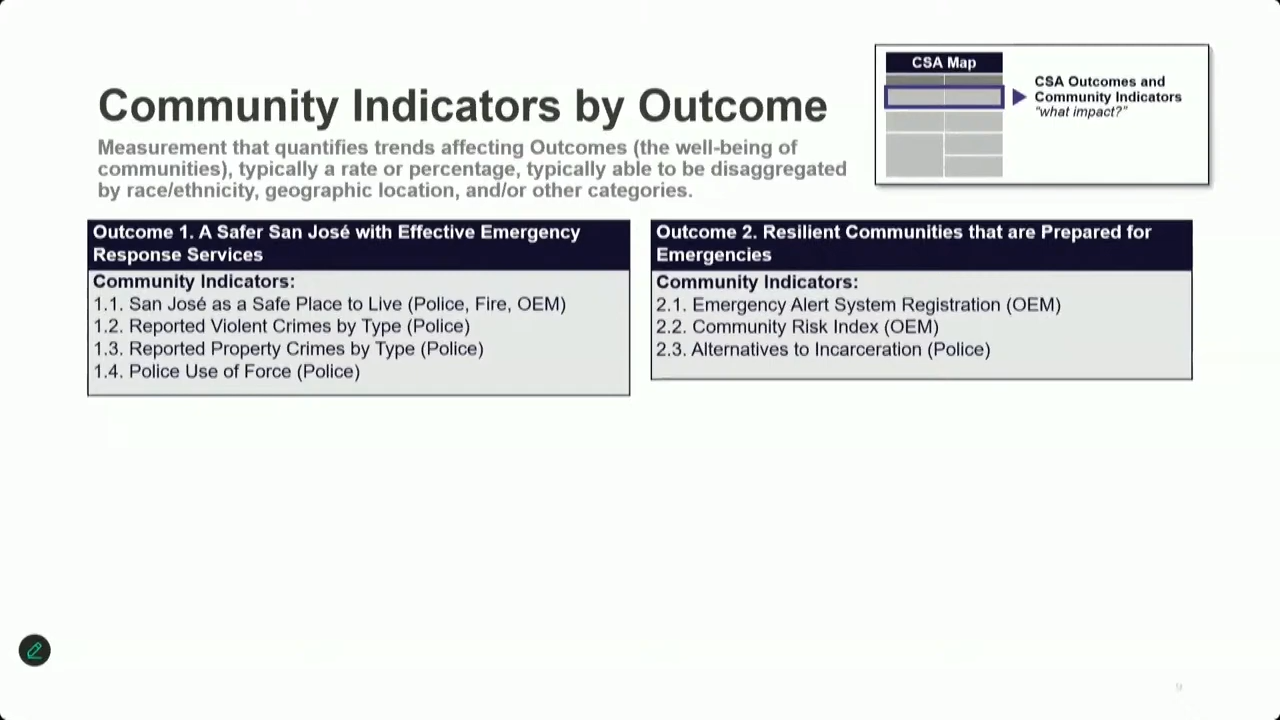 CSA Map
CSA Outcomes and
Community Indicators
"what impact?"
Community Indicators by Outcome
Measurement that quantifies trends affecting Outcomes (the well-being of
communities), typically a rate or percentage, typically able to be disaggregated
by race/ethnicity, geographic location, and/or other categories.
Outcome 1. A Safer San José with Effective Emergency
Response Services
Community Indicators:
1.1. San José as a Safe Place to Live (Police, Fire, OEM)
1.2. Reported Violent Crimes by Type (Police)
1.3. Reported Property Crimes by Type (Police)
1.4. Police Use of Force (Police)
Outcome 2. Resilient Communities that are Prepared for
Emergencies
Community Indicators:
2.1. Emergency Alert System Registration (OEM)
2.2. Community Risk Index (OEM)
2.3. Alternatives to Incarceration (Police)
9